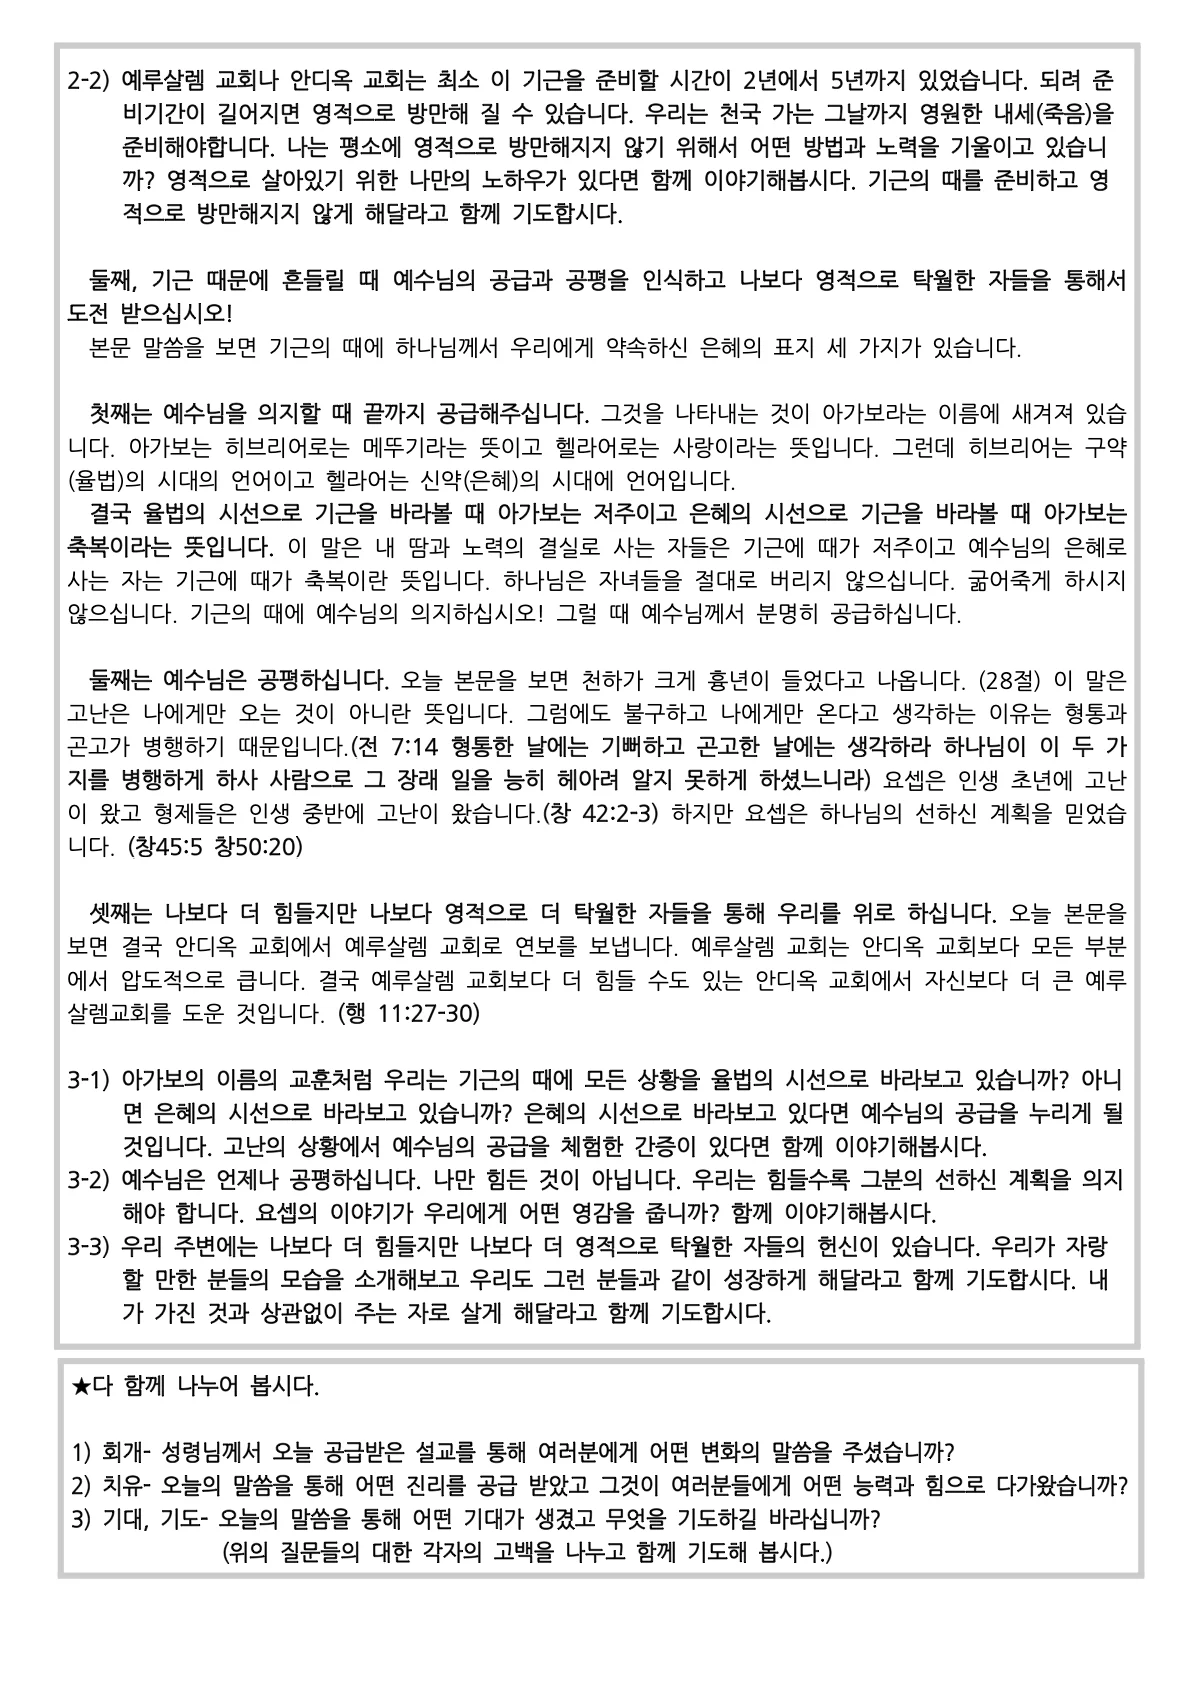 2-2) 예루살렘 교회나 안디옥 교회는 최소 이 기근을 준비할 시간이 2년에서 5년까지 있었습니다. 되려 준
비기간이 길어지면 영적으로 방만해 질 수 있습니다. 우리는 천국 가는 그날까지 영원한 내세(죽음)을
준비해야합니다. 나는 평소에 영적으로 방만해지지 않기 위해서 어떤 방법과 노력을 기울이고 있습니
까? 영적으로 살아있기 위한 나만의 노하우가 있다면 함께 이야기해봅시다. 기근의 때를 준비하고 영
적으로 방만해지지 않게 해달라고 함께 기도합시다.
둘째, 기근 때문에 흔들릴 때 예수님의 공급과 공평을 인식하고 나보다 영적으로 탁월한 자들을 통해서
도전 받으십시오!
본문 말씀을 보면 기근의 때에 하나님께서 우리에게 약속하신 은혜의 표지 세 가지가 있습니다.
첫째는 예수님을 의지할 때 끝까지 공급해주십니다. 그것을 나타내는 것이 아가보라는 이름에 새겨져 있습
니다. 아가보는 히브리어로는 메뚜기라는 뜻이고 헬라어로는 사랑이라는 뜻입니다. 그런데 히브리어는 구약
(율법)의 시대의 언어이고 헬라어는 신약(은혜)의 시대에 언어입니다.
결국 율법의 시선으로 기근을 바라볼 때 아가보는 저주이고 은혜의 시선으로 기근을 바라볼 때 아가보는
축복이라는 뜻입니다. 이 말은 내 땀과 노력의 결실로 사는 자들은 기근에 때가 저주이고 예수님의 은혜로
사는 자는 기근에 때가 축복이란 뜻입니다. 하나님은 자녀들을 절대로 버리지 않으십니다. 굶어죽게 하시지
않으십니다. 기근의 때에 예수님의 의지하십시오! 그럴 때 예수님께서 분명히 공급하십니다.
둘째는 예수님은 공평하십니다. 오늘 본문을 보면 천하가 크게 흉년이 들었다고 나옵니다. (28절) 이 말은
고난은 나에게만 오는 것이 아니란 뜻입니다. 그럼에도 불구하고 나에게만 온다고 생각하는 이유는 형통과
곤고가 병행하기 때문입니다.(전 7:14 형통한 날에는 기뻐하고 곤고한 날에는 생각하라 하나님이 이 두 가
지를 병행하게 하사 사람으로 그 장래 일을 능히 헤아려 알지 못하게 하셨느니라) 요셉은 인생 초년에 고난
이 왔고 형제들은 인생 중반에 고난이 왔습니다.(창 42:2-3) 하지만 요셉은 하나님의 선하신 계획을 믿었습
니다. (창45:5 창50:20)
셋째는 나보다 더 힘들지만 나보다 영적으로 더 탁월한 자들을 통해 우리를 위로 하십니다. 오늘 본문을
보면 결국 안디옥 교회에서 예루살렘 교회로 연보를 보냅니다. 예루살렘 교회는 안디옥 교회보다 모든 부분
에서 압도적으로 큽니다. 결국 예루살렘 교회보다 더 힘들 수도 있는 안디옥 교회에서 자신보다 더 큰 예루
살렘교회를 도운 것입니다. (행 11:27-30)
3-1) 아가보의 이름의 교훈처럼 우리는 기근의 때에 모든 상황을 율법의 시선으로 바라보고 있습니까? 아니
면 은혜의 시선으로 바라보고 있습니까? 은혜의 시선으로 바라보고 있다면 예수님의 공급을 누리게 될
것입니다. 고난의 상황에서 예수님의 공급을 체험한 간증이 있다면 함께 이야기해봅시다.
3-2) 예수님은 언제나 공평하십니다. 나만 힘든 것이 아닙니다. 우리는 힘들수록 그분의 선하신 계획을 의지
해야 합니다. 요셉의 이야기가 우리에게 어떤 영감을 줍니까? 함께 이야기해봅시다.
3-3) 우리 주변에는 나보다 더 힘들지만 나보다 더 영적으로 탁월한 자들의 헌신이 있습니다. 우리가 자랑
할 만한 분들의 모습을 소개해보고 우리도 그런 분들과 같이 성장하게 해달라고 함께 기도합시다. 내
가 가진 것과 상관없이 주는 자로 살게 해달라고 함께 기도합시다.
★다 함께 나누어 봅시다.
1) 회개- 성령님께서 오늘 공급받은 설교를 통해 여러분에게 어떤 변화의 말씀을 주셨습니까?
2) 치유- 오늘의 말씀을 통해 어떤 진리를 공급 받았고 그것이 여러분들에게 어떤 능력과 힘으로 다가왔습니까?
3) 기대, 기도- 오늘의 말씀을 통해 어떤 기대가 생겼고 무엇을 기도하길 바라십니까?
(위의 질문들의 대한 각자의 고백을 나누고 함께 기도해 봅시다.)